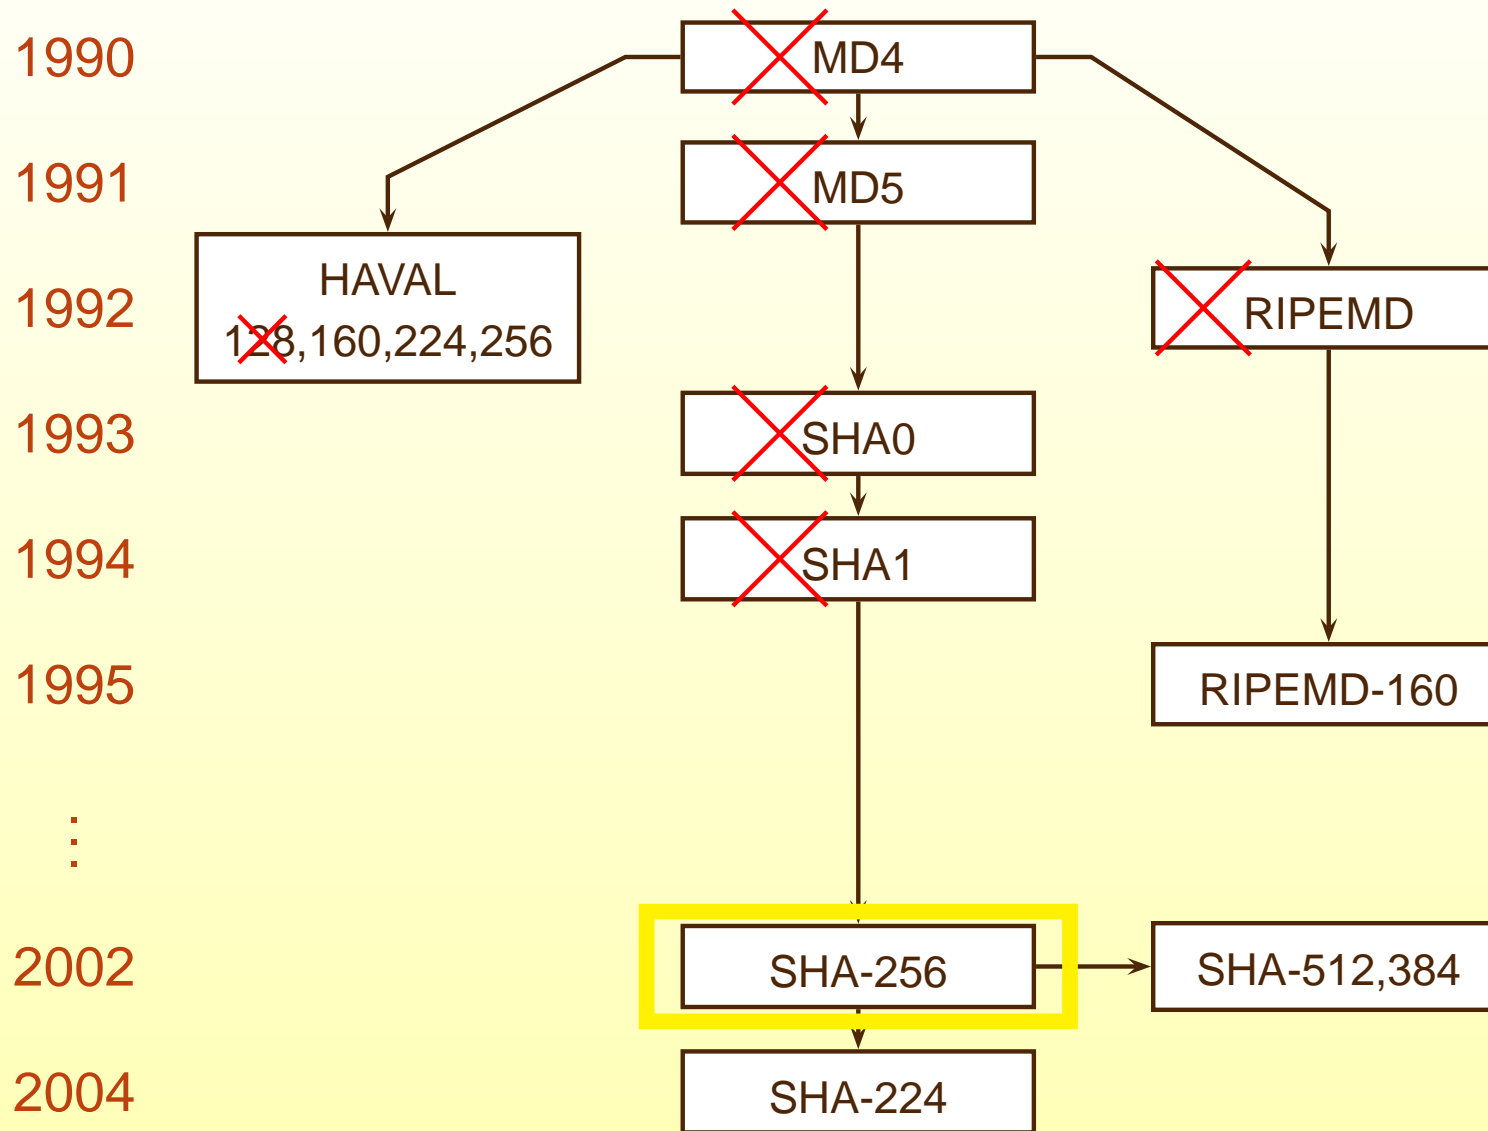 1990
MD4
1991
MD5
1992
HAVAL
128,160,224,256
RIPEMD
1993
SHA0
1994
SHA1
1995
RIPEMD-160
⋮
2002
SHA-256
SHA-512,384
2004
SHA-224